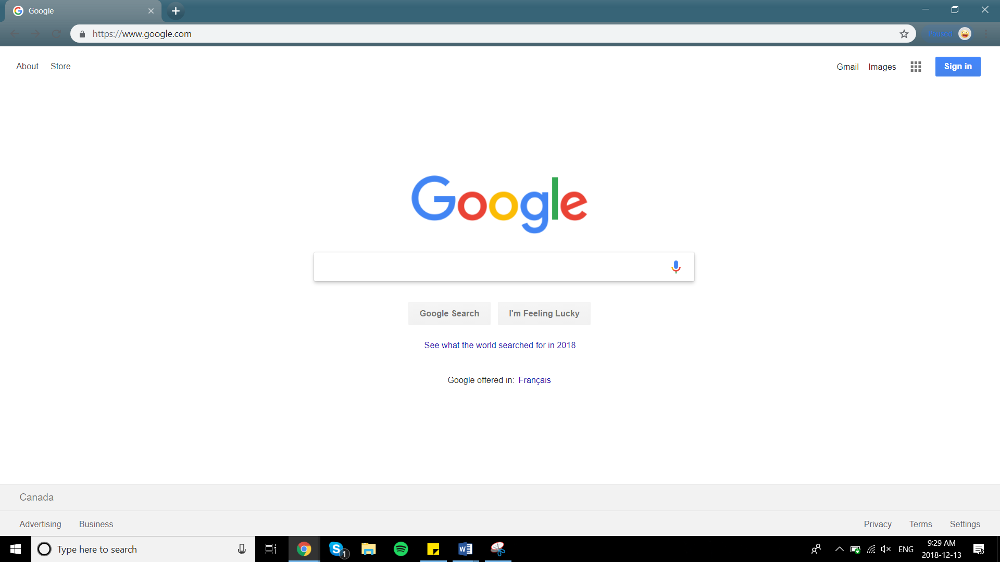 Google
https://www.google.com
Paused
About Store
Gmail Images
Sign in
Google
Google Search
I'm Feeling Lucky
See what the world searched for in 2018
Google offered in: Français
Canada
Advertising Business
Privacy Terms Settings
Type here to search
S
1
W
ENG
9:29 AM
2018-12-13